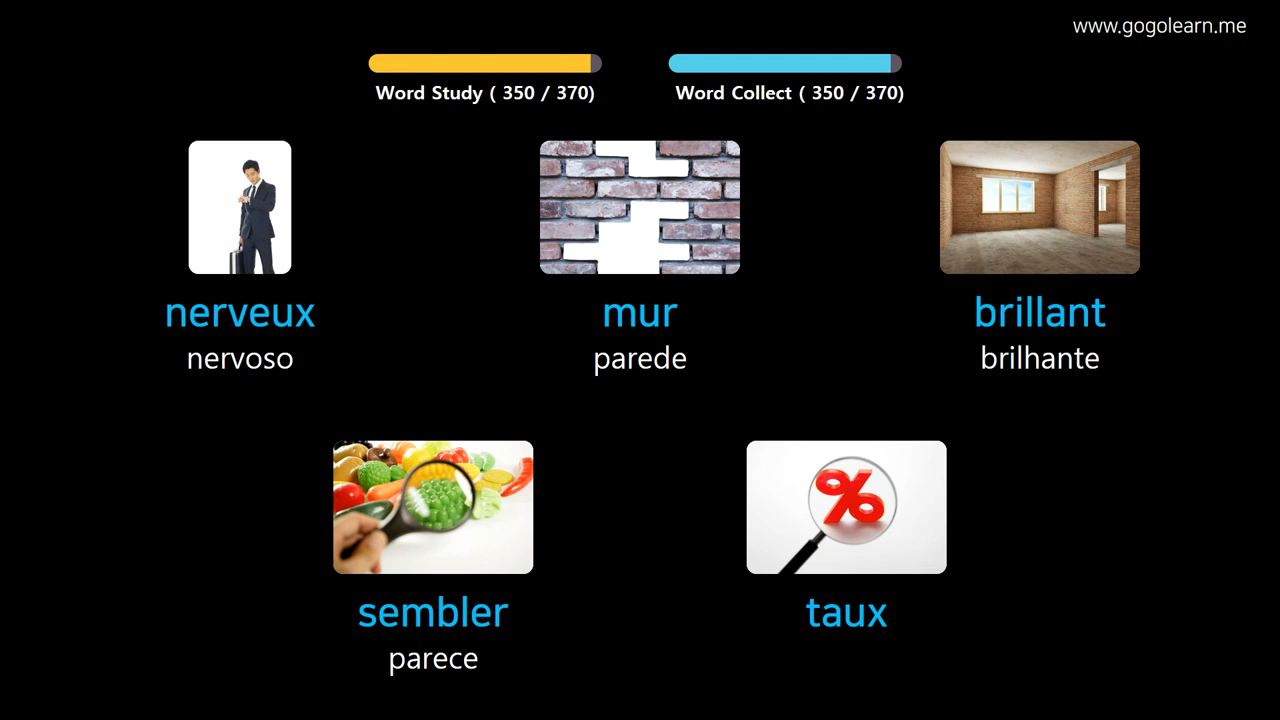 www.gogolearn.me
Word Study ( 350 / 370)
Word Collect ( 350 / 370)
nerveux
nervoso
mur
parede
brillant
brilhante
sembler
parece
%
taux